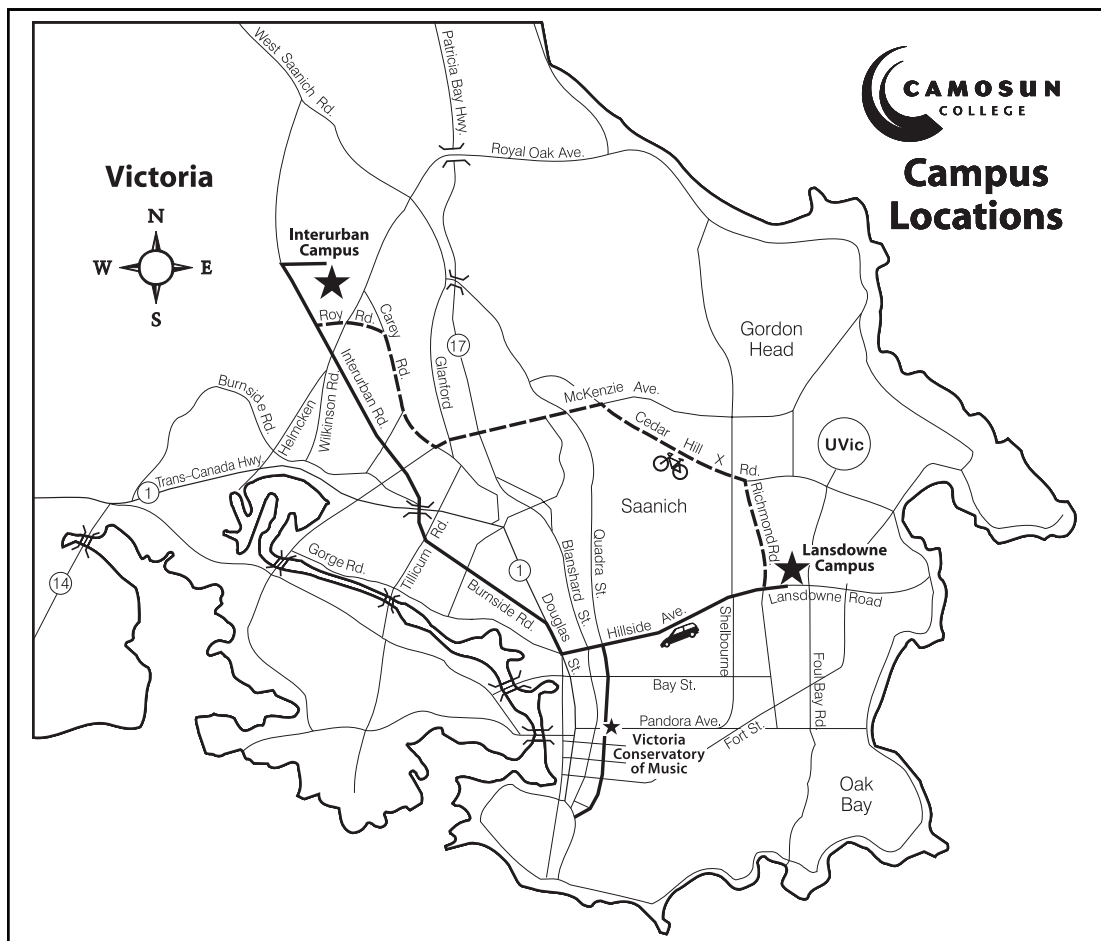 CAMOSUN
COLLEGE
Campus
Locations
Victoria
N
W
E
S
West Saanich Rd.
Patricia Bay Hwy.
Royal Oak Ave.
Interurban
Campus
Roy Rd.
Carey Rd.
17
Glanford
Interurban Rd.
Wilkinson Rd.
Helmcken
Burnside Rd.
Trans–Canada Hwy.
1
14
McKenzie Ave.
Cedar Hill X Rd.
Gordon
Head
UVic
Saanich
Richmond Rd.
Lansdowne
Campus
Lansdowne Road
Gorge Rd.
Tillicum Rd.
Burnside Rd.
1
Douglas St.
Blanshard St.
Quadra St.
Hillside Ave.
Shelbourne
Foul Bay Rd.
Bay St.
Pandora Ave.
Fort St.
Victoria
Conservatory
of Music
Oak
Bay